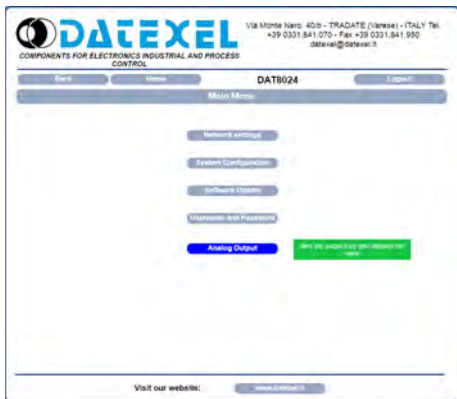 DATEXEL
COMPONENTS FOR ELECTRONICS INDUSTRIAL AND PROCESS
CONTROL
Via Monte Nero, 40/b - TRADATE (Varese) - ITALY Tel.
+39 0331.841.070 - Fax +39 0331.841.950
datexel@datexel.it
Back
Home
DAT8024
Logout
Main Menu
Network settings
System Configuration
Software Update
Username and Password
Analog Output
Visit our website:
www.datexel.it